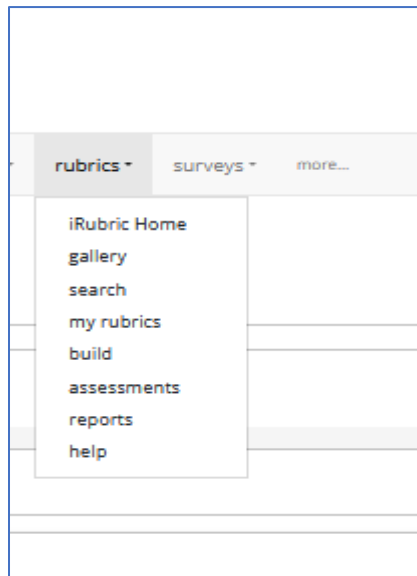 rubrics surveys more...
iRubric Home
gallery
search
my rubrics
build
assessments
reports
help